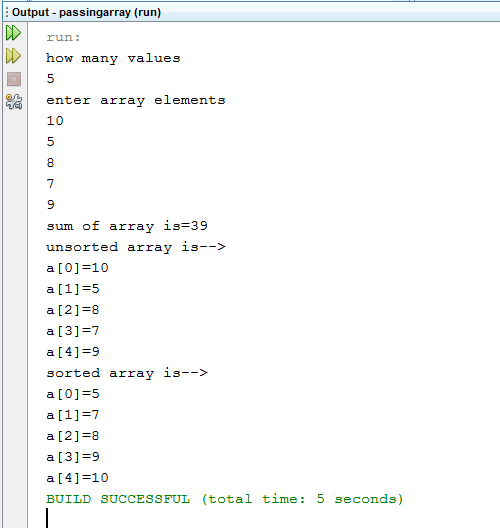 Output - passingarray (run)
run:
how many values
5
enter array elements
10
5
8
7
9
sum of array is=39
unsorted array is-->
a[0]=10
a[1]=5
a[2]=8
a[3]=7
a[4]=9
sorted array is-->
a[0]=5
a[1]=7
a[2]=8
a[3]=9
a[4]=10
BUILD SUCCESSFUL (total time: 5 seconds)